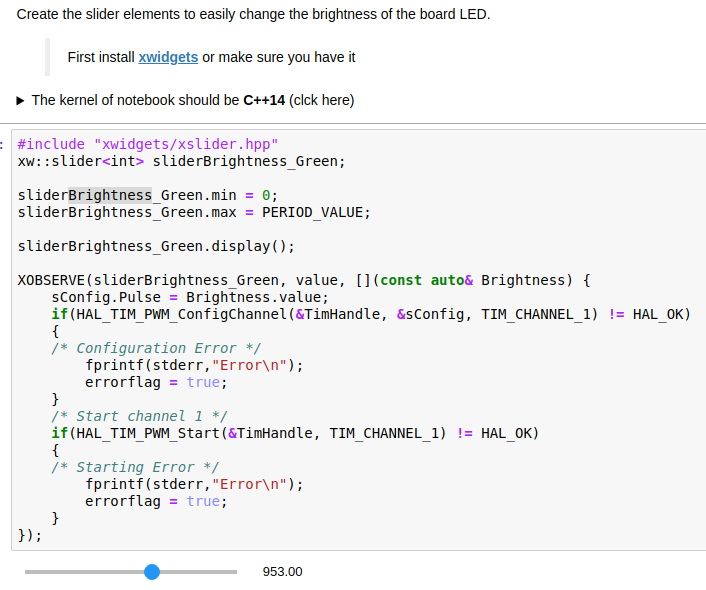 Create the slider elements to easily change the brightness of the board LED.
First install xwidgets or make sure you have it
▶ The kernel of notebook should be C++14 (clck here)
:
#include "xwidgets/xslider.hpp"
xw::slider<int> sliderBrightness_Green;
sliderBrightness_Green.min = 0;
sliderBrightness_Green.max = PERIOD_VALUE;
sliderBrightness_Green.display();
XOBSERVE(sliderBrightness_Green, value, [](const auto& Brightness) {
    sConfig.Pulse = Brightness.value;
    if(HAL_TIM_PWM_ConfigChannel(&TimHandle, &sConfig, TIM_CHANNEL_1) != HAL_OK)
    {
    /* Configuration Error */
        fprintf(stderr,"Error\n");
        errorflag = true;
    }
    /* Start channel 1 */
    if(HAL_TIM_PWM_Start(&TimHandle, TIM_CHANNEL_1) != HAL_OK)
    {
    /* Starting Error */
        fprintf(stderr,"Error\n");
        errorflag = true;
    }
});
953.00